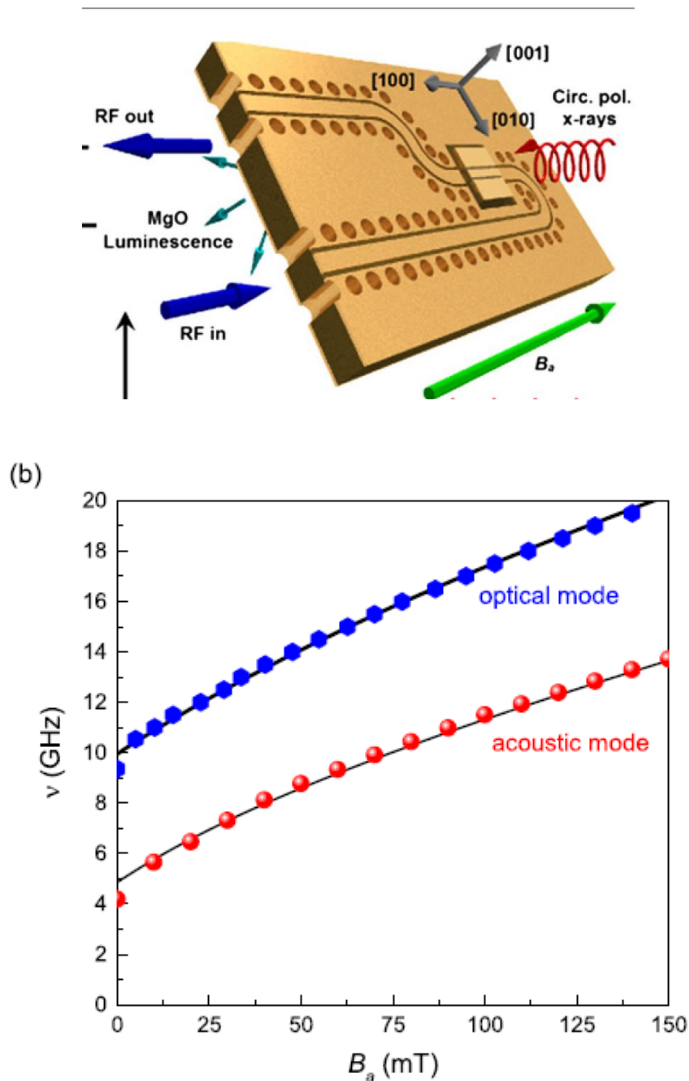 [001]
[100]
[010]
Circ. pol.
x-rays
RF out
MgO
Luminescence
RF in
Bₐ
(b)
20
18
16
14
12
10
8
6
4
2
0
ν (GHz)
optical mode
acoustic mode
0
25
50
75
100
125
150
Bₐ (mT)